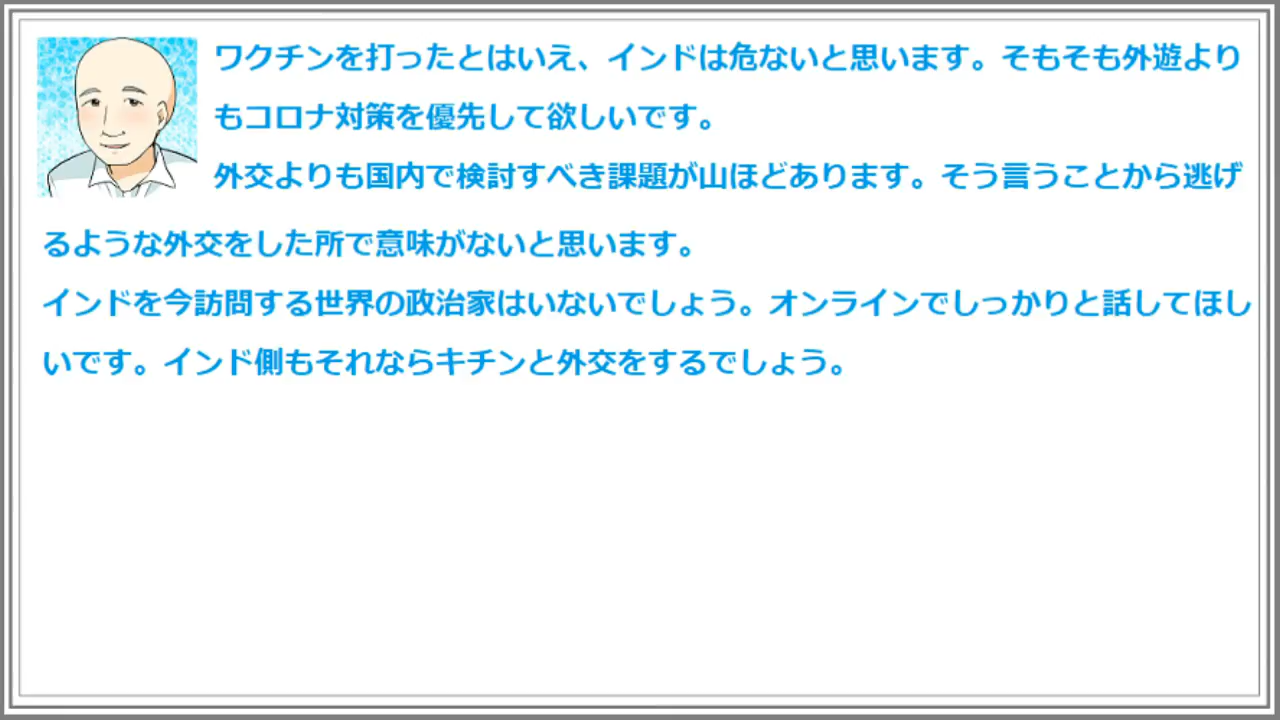 ワクチンを打ったとはいえ、インドは危ないと思います。そもそも外遊より
もコロナ対策を優先して欲しいです。
外交よりも国内で検討すべき課題が山ほどあります。そう言うことから逃げ
るような外交をした所で意味がないと思います。
インドを今訪問する世界の政治家はいないでしょう。オンラインでしっかりと話してほし
いです。インド側もそれならキチンと外交をするでしょう。